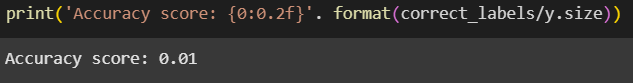 print('Accuracy score: {0:0.2f}'. format(correct_labels/y.size))
Accuracy score: 0.01